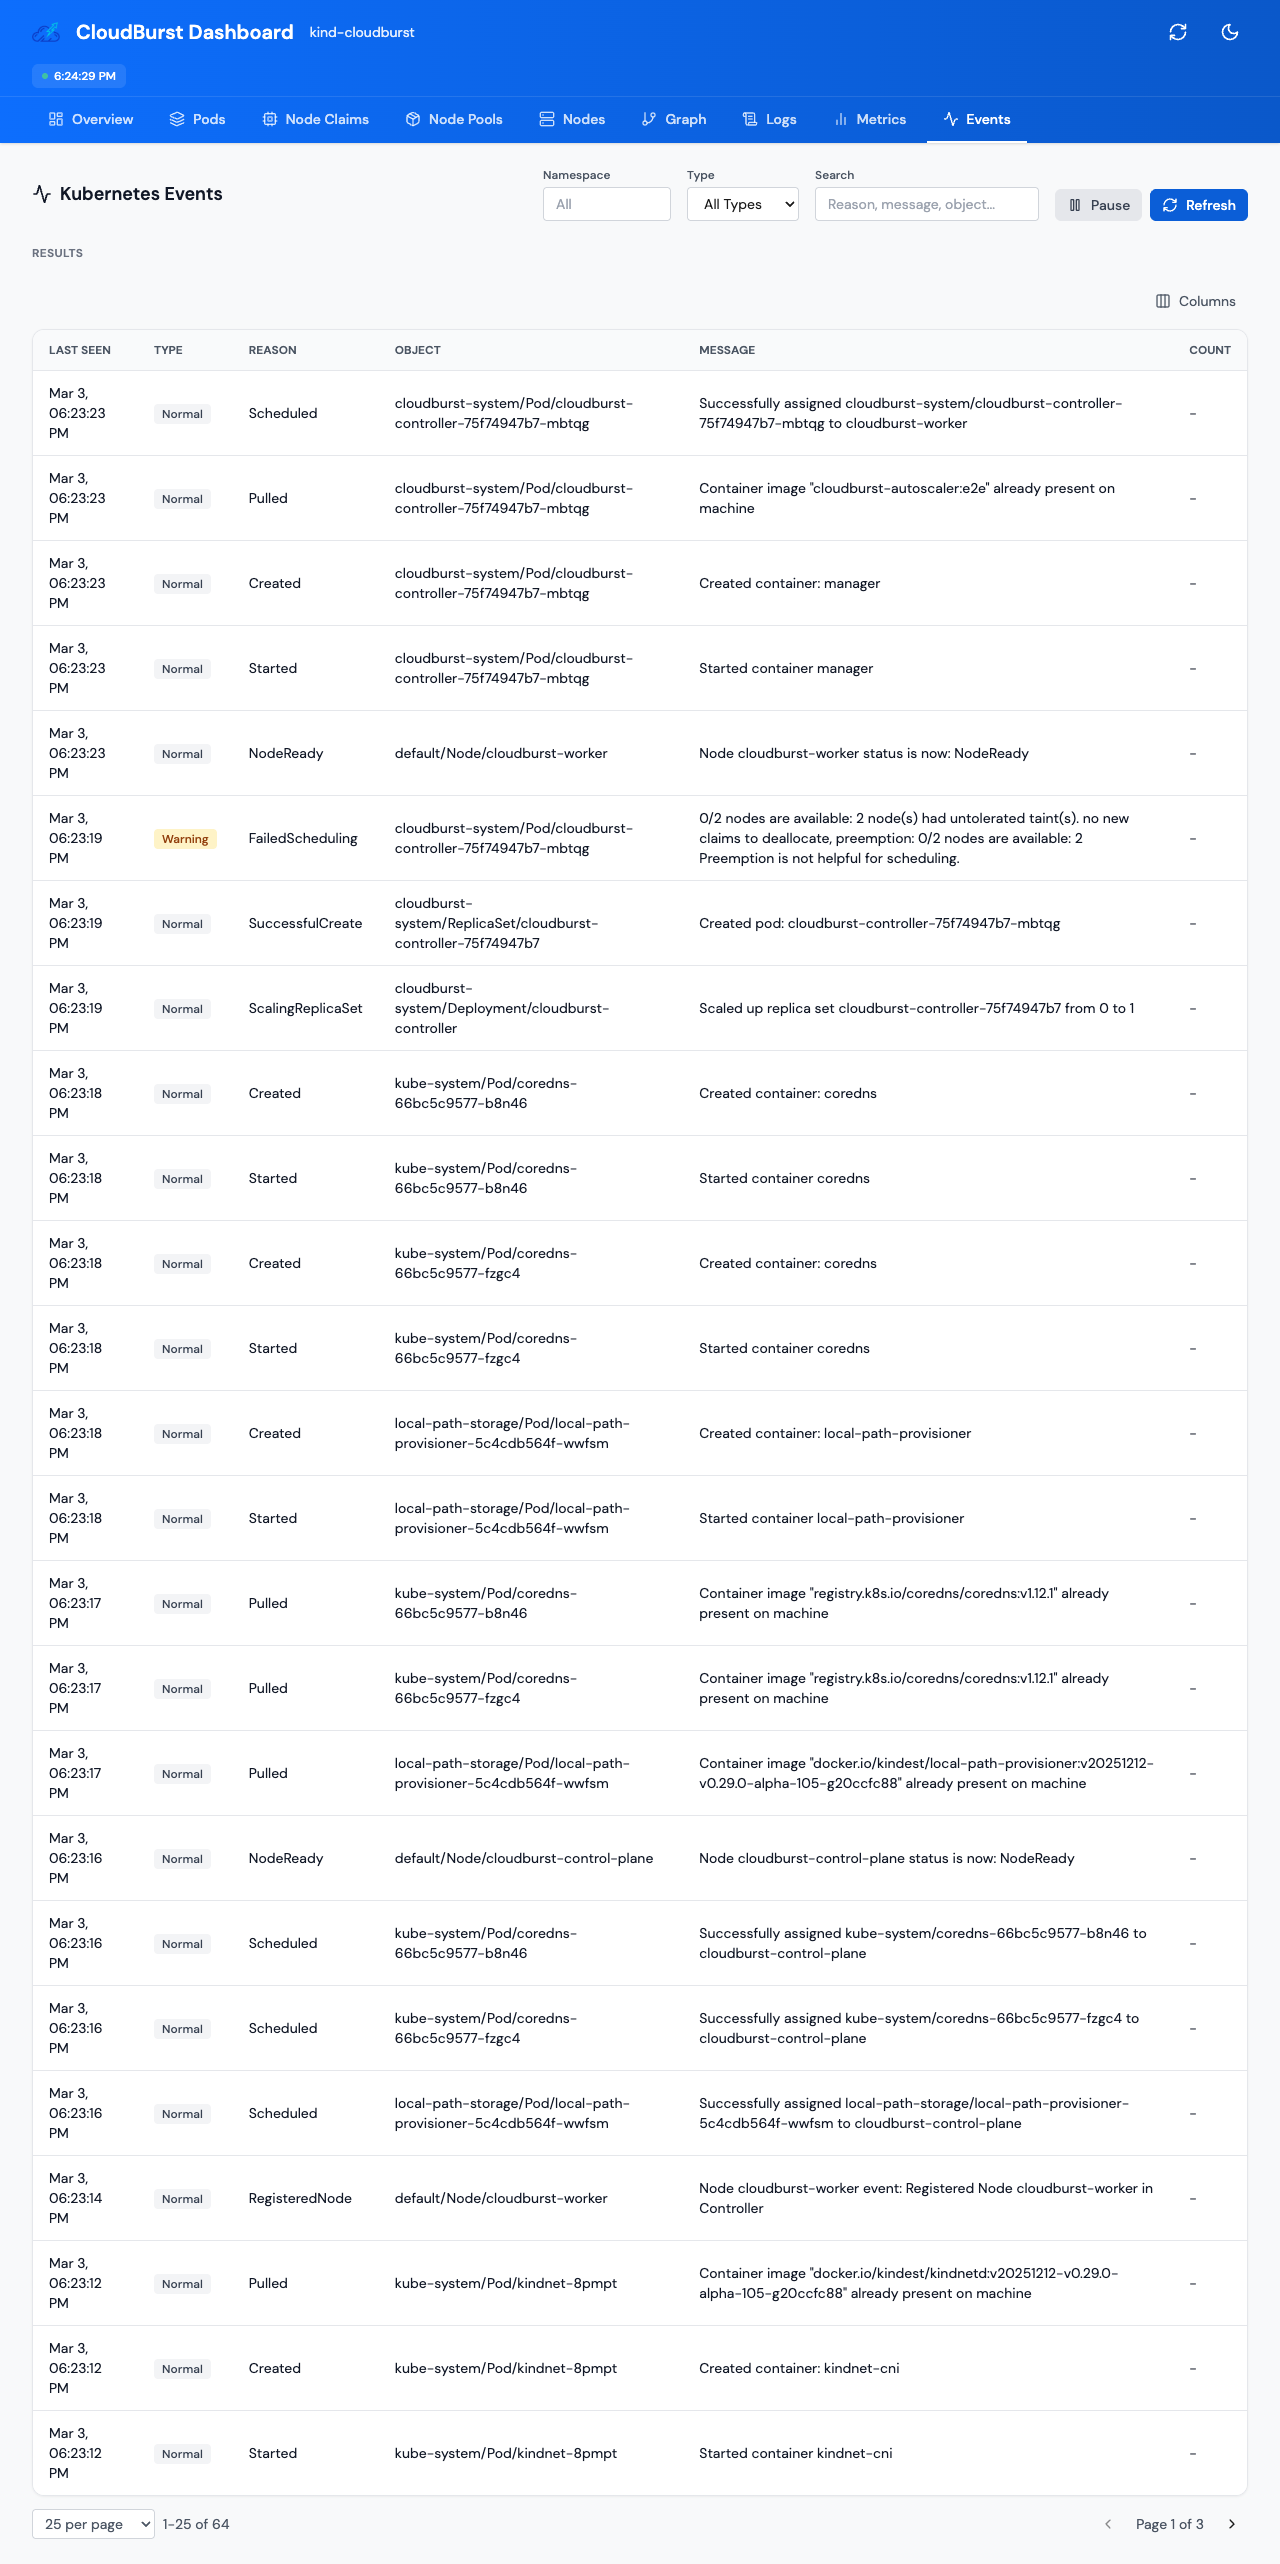 CloudBurst Dashboard kind-cloudburst
6:24:29 PM
Overview Pods Node Claims Node Pools Nodes Graph Logs Metrics Events
Kubernetes Events
Namespace
All
Type
All Types
Search
Reason, message, object...
Pause
Refresh
RESULTS
Columns
LAST SEEN TYPE REASON OBJECT MESSAGE COUNT
Mar 3, 06:23:23 PM Normal Scheduled cloudburst-system/Pod/cloudburst-controller-75f74947b7-mbtqg Successfully assigned cloudburst-system/cloudburst-controller-75f74947b7-mbtqg to cloudburst-worker -
Mar 3, 06:23:23 PM Normal Pulled cloudburst-system/Pod/cloudburst-controller-75f74947b7-mbtqg Container image "cloudburst-autoscaler:e2e" already present on machine -
Mar 3, 06:23:23 PM Normal Created cloudburst-system/Pod/cloudburst-controller-75f74947b7-mbtqg Created container: manager -
Mar 3, 06:23:23 PM Normal Started cloudburst-system/Pod/cloudburst-controller-75f74947b7-mbtqg Started container manager -
Mar 3, 06:23:23 PM Normal NodeReady default/Node/cloudburst-worker Node cloudburst-worker status is now: NodeReady -
Mar 3, 06:23:19 PM Warning FailedScheduling cloudburst-system/Pod/cloudburst-controller-75f74947b7-mbtqg 0/2 nodes are available: 2 node(s) had untolerated taint(s). no new claims to deallocate, preemption: 0/2 nodes are available: 2 Preemption is not helpful for scheduling. -
Mar 3, 06:23:19 PM Normal SuccessfulCreate cloudburst-system/ReplicaSet/cloudburst-controller-75f74947b7 Created pod: cloudburst-controller-75f74947b7-mbtqg -
Mar 3, 06:23:19 PM Normal ScalingReplicaSet cloudburst-system/Deployment/cloudburst-controller Scaled up replica set cloudburst-controller-75f74947b7 from 0 to 1 -
Mar 3, 06:23:18 PM Normal Created kube-system/Pod/coredns-66bc5c9577-b8n46 Created container: coredns -
Mar 3, 06:23:18 PM Normal Started kube-system/Pod/coredns-66bc5c9577-b8n46 Started container coredns -
Mar 3, 06:23:18 PM Normal Created kube-system/Pod/coredns-66bc5c9577-fzgc4 Created container: coredns -
Mar 3, 06:23:18 PM Normal Started kube-system/Pod/coredns-66bc5c9577-fzgc4 Started container coredns -
Mar 3, 06:23:18 PM Normal Created local-path-storage/Pod/local-path-provisioner-5c4cdb564f-wwfsm Created container: local-path-provisioner -
Mar 3, 06:23:18 PM Normal Started local-path-storage/Pod/local-path-provisioner-5c4cdb564f-wwfsm Started container local-path-provisioner -
Mar 3, 06:23:17 PM Normal Pulled kube-system/Pod/coredns-66bc5c9577-b8n46 Container image "registry.k8s.io/coredns/coredns:v1.12.1" already present on machine -
Mar 3, 06:23:17 PM Normal Pulled kube-system/Pod/coredns-66bc5c9577-fzgc4 Container image "registry.k8s.io/coredns/coredns:v1.12.1" already present on machine -
Mar 3, 06:23:17 PM Normal Pulled local-path-storage/Pod/local-path-provisioner-5c4cdb564f-wwfsm Container image "docker.io/kindest/local-path-provisioner:v20251212-v0.29.0-alpha-105-g20ccfc88" already present on machine -
Mar 3, 06:23:16 PM Normal NodeReady default/Node/cloudburst-control-plane Node cloudburst-control-plane status is now: NodeReady -
Mar 3, 06:23:16 PM Normal Scheduled kube-system/Pod/coredns-66bc5c9577-b8n46 Successfully assigned kube-system/coredns-66bc5c9577-b8n46 to cloudburst-control-plane -
Mar 3, 06:23:16 PM Normal Scheduled kube-system/Pod/coredns-66bc5c9577-fzgc4 Successfully assigned kube-system/coredns-66bc5c9577-fzgc4 to cloudburst-control-plane -
Mar 3, 06:23:16 PM Normal Scheduled local-path-storage/Pod/local-path-provisioner-5c4cdb564f-wwfsm Successfully assigned local-path-storage/local-path-provisioner-5c4cdb564f-wwfsm to cloudburst-control-plane -
Mar 3, 06:23:14 PM Normal RegisteredNode default/Node/cloudburst-worker Node cloudburst-worker event: Registered Node cloudburst-worker in Controller -
Mar 3, 06:23:12 PM Normal Pulled kube-system/Pod/kindnet-8pmpt Container image "docker.io/kindest/kindnetd:v20251212-v0.29.0-alpha-105-g20ccfc88" already present on machine -
Mar 3, 06:23:12 PM Normal Created kube-system/Pod/kindnet-8pmpt Created container: kindnet-cni -
Mar 3, 06:23:12 PM Normal Started kube-system/Pod/kindnet-8pmpt Started container kindnet-cni -
25 per page 1-25 of 64 Page 1 of 3